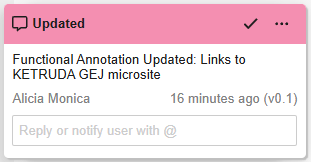 Updated
Functional Annotation Updated: Links to
KETRUDA GEJ microsite
Alicia Monica 16 minutes ago (v0.1)
Reply or notify user with @